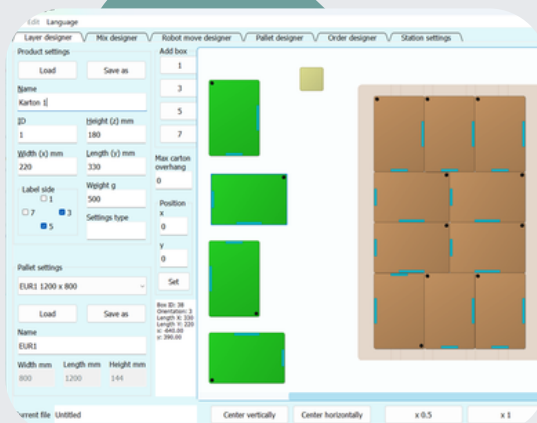 Edit Language
Layer designer Mix designer Robot move designer Pallet designer Order designer Station settings
Product settings
Load Save as
Name
Karton 1
ID Height (z) mm
1 180
Width (x) mm Length (y) mm
220 330
Label side
1
7 3
5
Weight g
500
Settings type
Pallet settings
EUR1 1200 x 800
Load Save as
Name
EUR1
Width mm Length mm Height mm
800 1200 144
Add box
1
3
5
7
Max carton
overhang
0
Position
x
0
y
0
Set
Box ID: 38
Orientation: 3
Length X: 330
Length Y: 220
x: -640.00
y: 390.00
Current file Untitled
Center vertically Center horizontally x 0.5 x 1